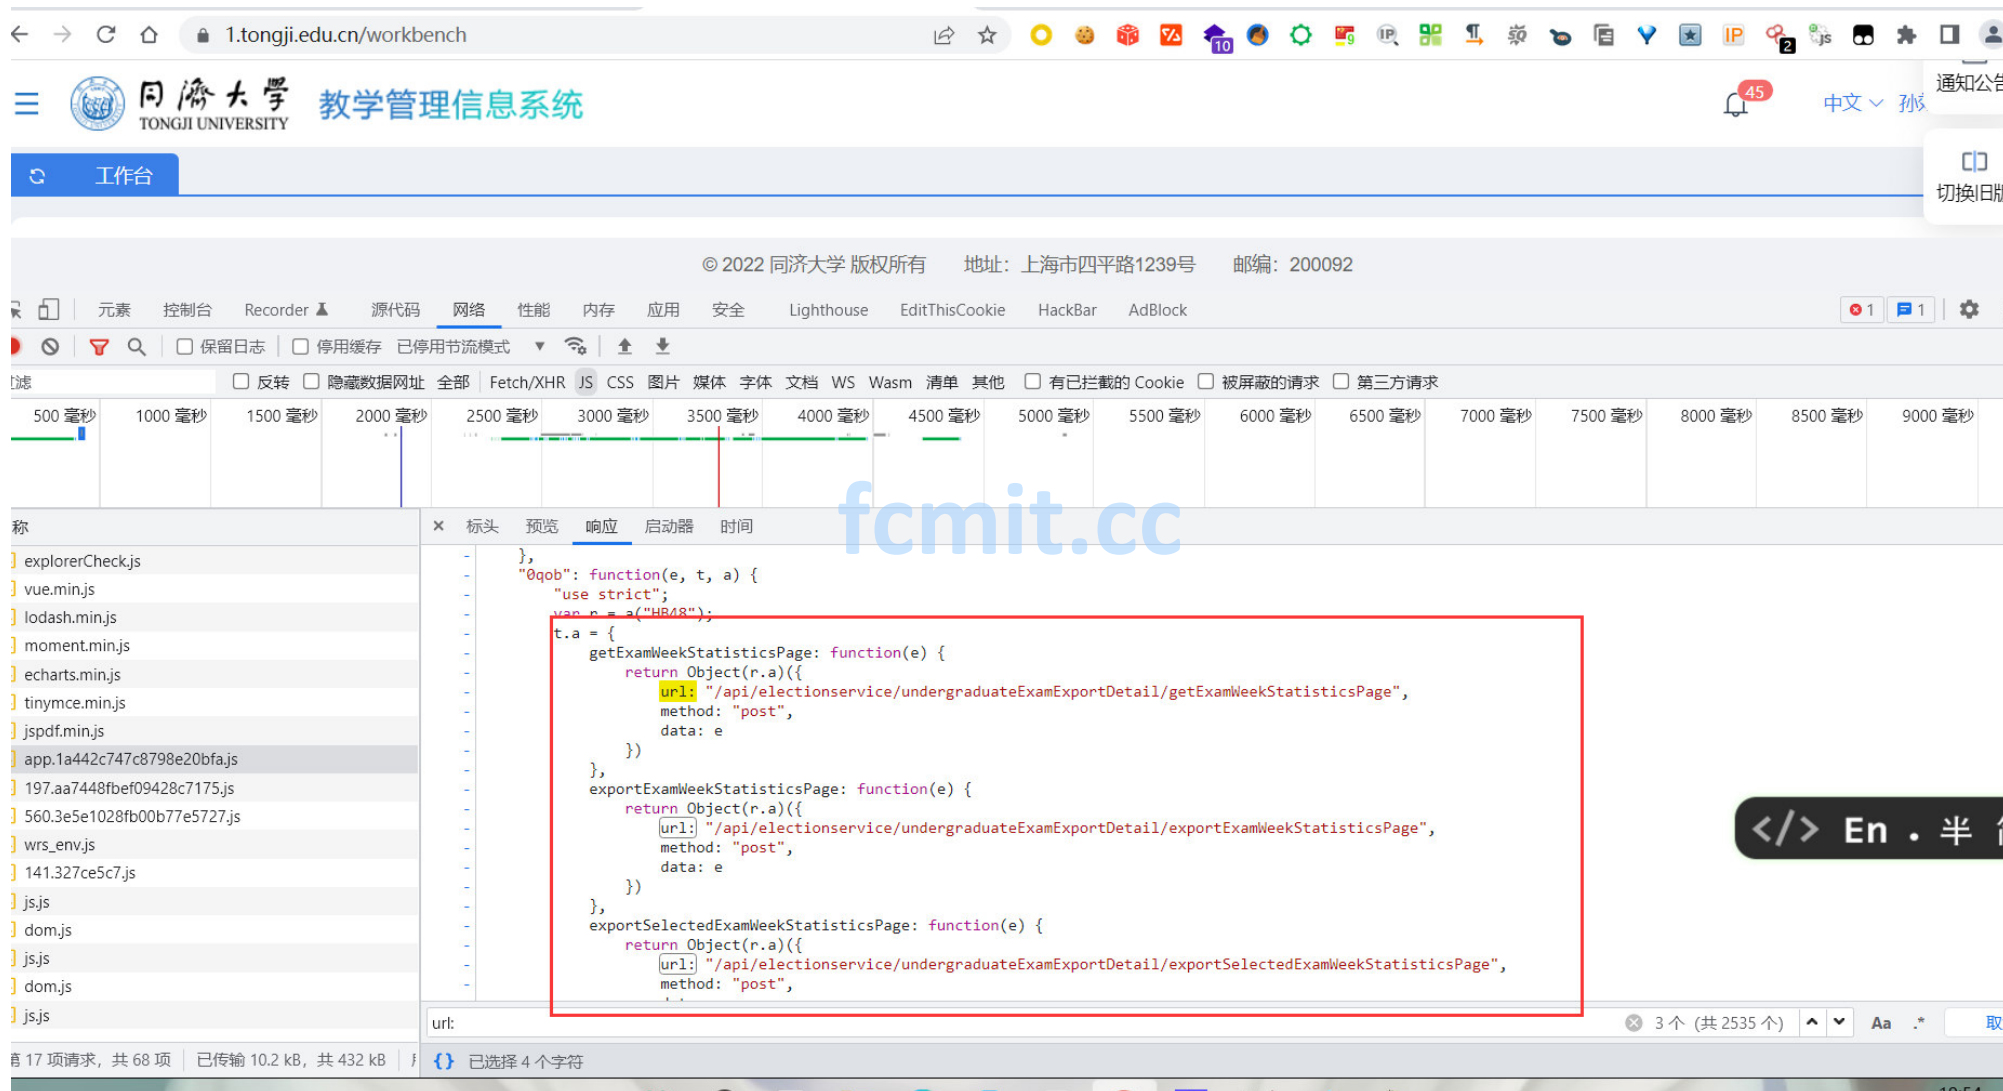 1.tongji.edu.cn/workbench
10
9
IP
js
IP
2
同濟大學
TONGJI UNIVERSITY
教学管理信息系统
45
中文
通知公告
工作台
切换旧版
© 2022 同济大学 版权所有 地址：上海市四平路1239号 邮编：200092
元素 控制台 Recorder 源代码 网络 性能 内存 应用 安全 Lighthouse EditThisCookie HackBar AdBlock 1 1
保留日志 停用缓存 已停用节流模式
滤 反转 隐藏数据网址 全部 Fetch/XHR JS CSS 图片 媒体 字体 文档 WS Wasm 清单 其他 有已拦截的 Cookie 被屏蔽的请求 第三方请求
500 毫秒 1000 毫秒 1500 毫秒 2000 毫秒 2500 毫秒 3000 毫秒 3500 毫秒 4000 毫秒 4500 毫秒 5000 毫秒 5500 毫秒 6000 毫秒 6500 毫秒 7000 毫秒 7500 毫秒 8000 毫秒 8500 毫秒 9000 毫秒
fcmit.cc
称
explorerCheck.js
vue.min.js
lodash.min.js
moment.min.js
echarts.min.js
tinymce.min.js
jspdf.min.js
app.1a442c747c8798e20bfa.js
197.aa7448fbef09428c7175.js
560.3e5e1028fb00b77e5727.js
wrs_env.js
141.327ce5c7.js
js.js
dom.js
js.js
dom.js
js.js
第 17 项请求，共 68 项 已传输 10.2 kB，共 432 kB
× 标头 预览 响应 启动器 时间
},
"0qob": function(e, t, a) {
"use strict";
var r = a("HB48");
t.a = {
getExamWeekStatisticsPage: function(e) {
return Object(r.a)({
url: "/api/electionservice/undergraduateExamExportDetail/getExamWeekStatisticsPage",
method: "post",
data: e
})
},
exportExamWeekStatisticsPage: function(e) {
return Object(r.a)({
url: "/api/electionservice/undergraduateExamExportDetail/exportExamWeekStatisticsPage",
method: "post",
data: e
})
},
exportSelectedExamWeekStatisticsPage: function(e) {
return Object(r.a)({
url: "/api/electionservice/undergraduateExamExportDetail/exportSelectedExamWeekStatisticsPage",
method: "post",
url: 3 个 (共 2535 个) Aa .* 取
{} 已选择 4 个字符
</> En . 半